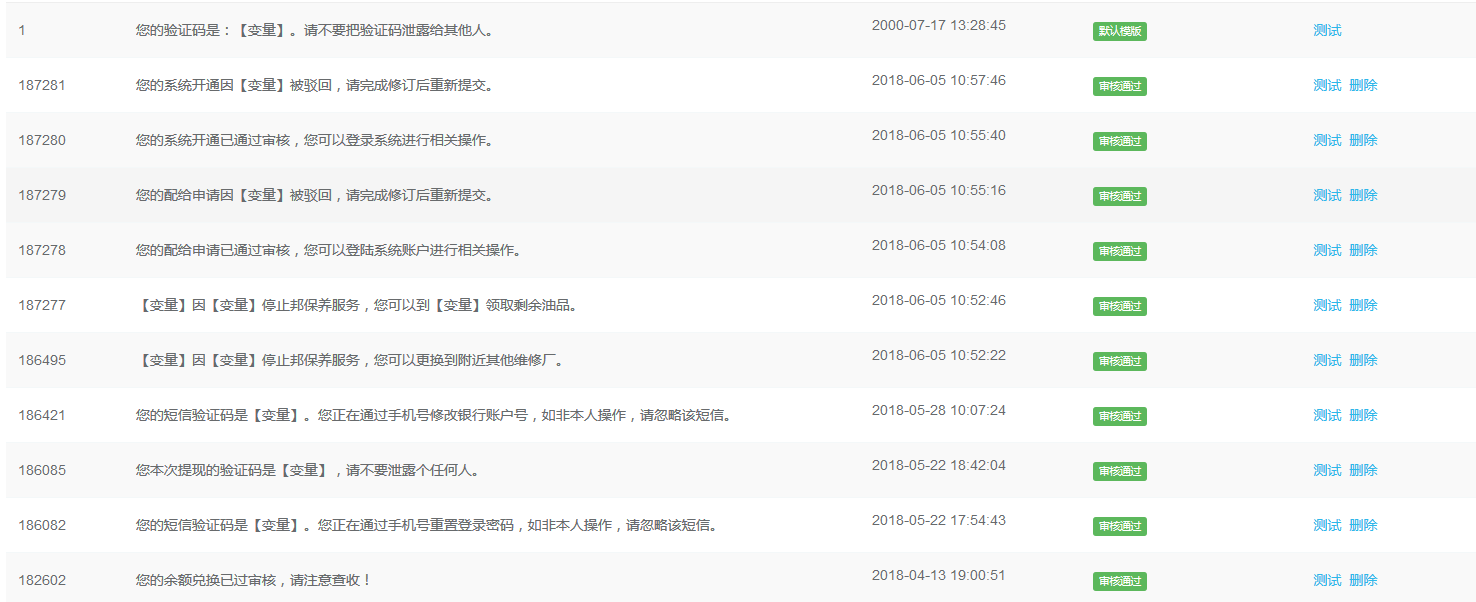 1 您的验证码是：【变量】。请不要把验证码泄露给其他人。 2000-07-17 13:28:45 默认模版 测试
187281 您的系统开通因【变量】被驳回，请完成修订后重新提交。 2018-06-05 10:57:46 审核通过 测试 删除
187280 您的系统开通已通过审核，您可以登录系统进行相关操作。 2018-06-05 10:55:40 审核通过 测试 删除
187279 您的配给申请因【变量】被驳回，请完成修订后重新提交。 2018-06-05 10:55:16 审核通过 测试 删除
187278 您的配给申请已通过审核，您可以登陆系统账户进行相关操作。 2018-06-05 10:54:08 审核通过 测试 删除
187277 【变量】因【变量】停止邦保养服务，您可以到【变量】领取剩余油品。 2018-06-05 10:52:46 审核通过 测试 删除
186495 【变量】因【变量】停止邦保养服务，您可以更换到附近其他维修厂。 2018-06-05 10:52:22 审核通过 测试 删除
186421 您的短信验证码是【变量】。您正在通过手机号修改银行账户号，如非本人操作，请忽略该短信。 2018-05-28 10:07:24 审核通过 测试 删除
186085 您本次提现的验证码是【变量】，请不要泄露个任何人。 2018-05-22 18:42:04 审核通过 测试 删除
186082 您的短信验证码是【变量】。您正在通过手机号重置登录密码，如非本人操作，请忽略该短信。 2018-05-22 17:54:43 审核通过 测试 删除
182602 您的余额兑换已过审核，请注意查收！ 2018-04-13 19:00:51 审核通过 测试 删除